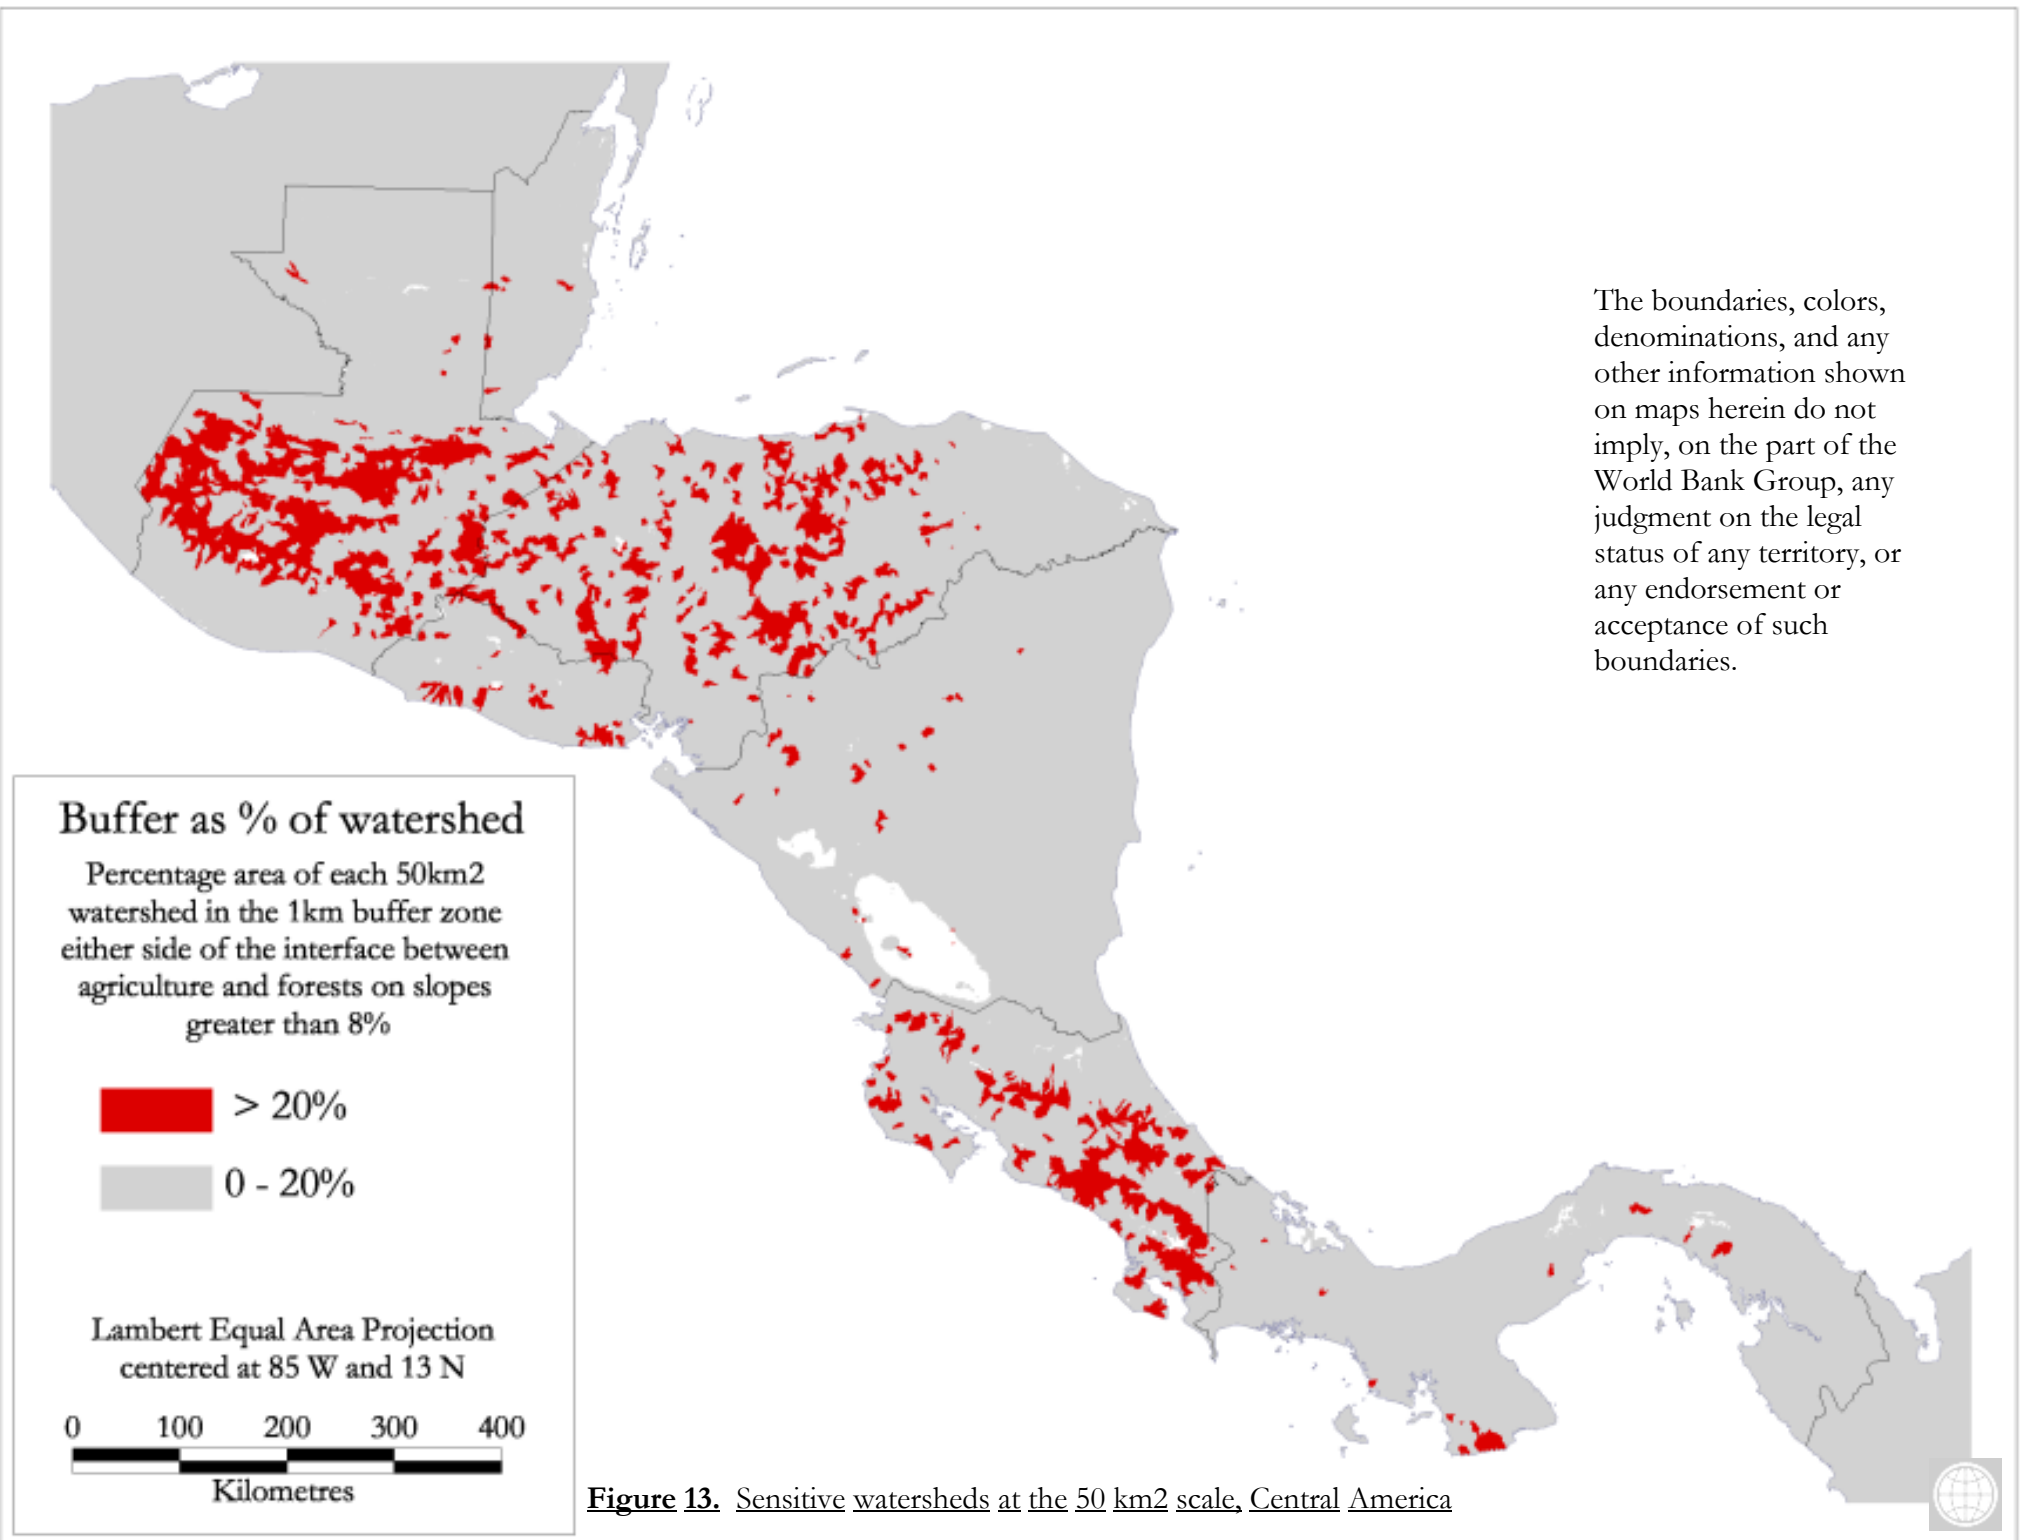 The boundaries, colors,
denominations, and any
other information shown
on maps herein do not
imply, on the part of the
World Bank Group, any
judgment on the legal
status of any territory, or
any endorsement or
acceptance of such
boundaries.
Buffer as % of watershed
Percentage area of each 50km2
watershed in the 1km buffer zone
either side of the interface between
agriculture and forests on slopes
greater than 8%
> 20%
0 - 20%
Lambert Equal Area Projection
centered at 85 W and 13 N
0 100 200 300 400
Kilometres
Figure 13. Sensitive watersheds at the 50 km2 scale, Central America